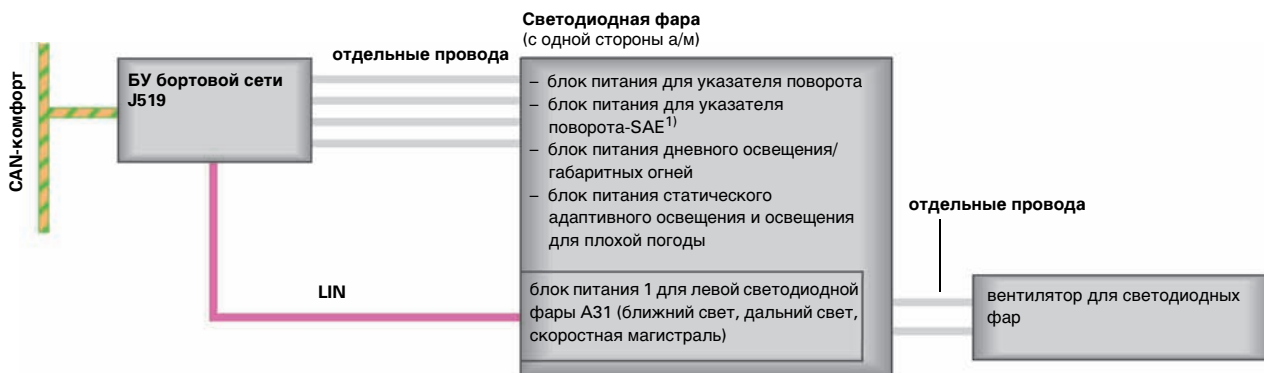 Светодиодная фара
(с одной стороны а/м)
отдельные провода
CAN-комфорт
БУ бортовой сети
J519
– блок питания для указателя поворота
– блок питания для указателя
поворота-SAE1)
– блок питания дневного освещения/
габаритных огней
– блок питания статического
адаптивного освещения и освещения
для плохой погоды
отдельные провода
LIN
блок питания 1 для левой светодиодной
фары А31 (ближний свет, дальний свет,
скоростная магистраль)
вентилятор для светодиодных
фар